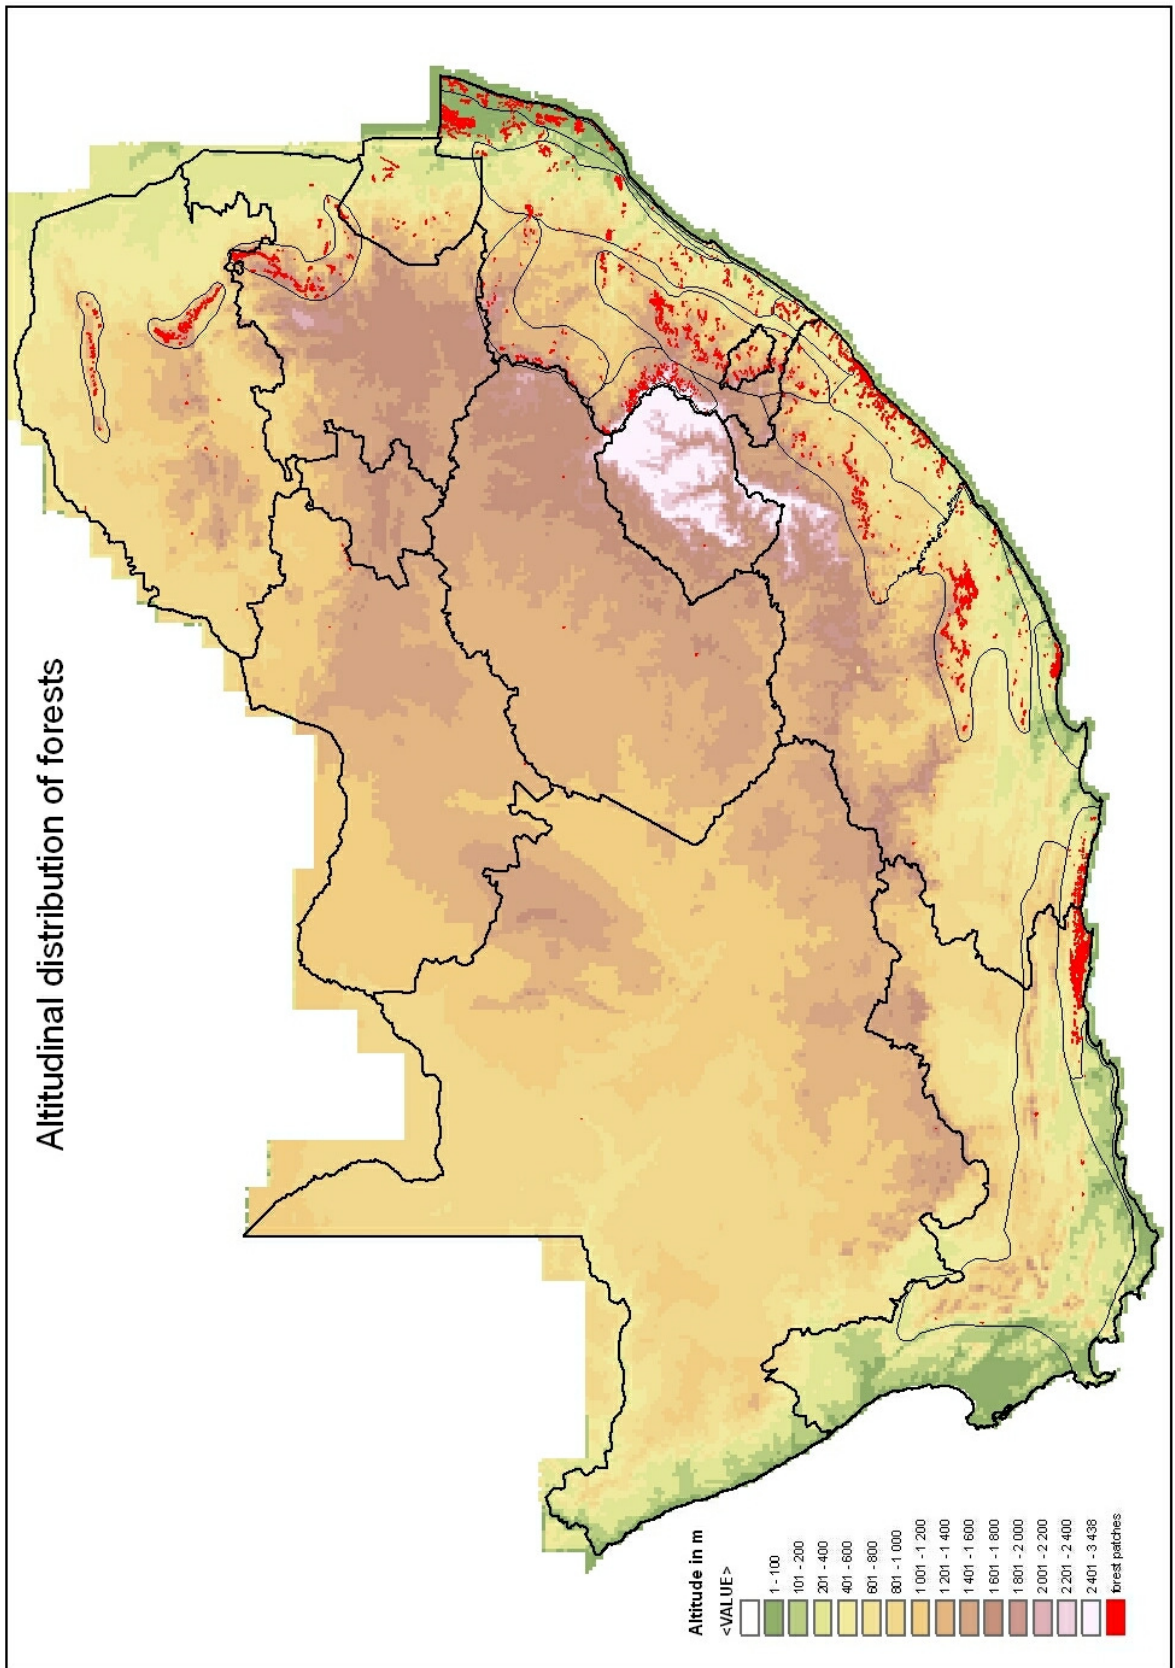 Altitudinal distribution of forests
Altitude in m
<VALUE>
1 - 100
101 - 200
201 - 400
401 - 600
601 - 800
801 - 1 000
1 001 - 1 200
1 201 - 1 400
1 401 - 1 600
1 601 - 1 800
1 801 - 2 000
2 001 - 2 200
2 201 - 2 400
2 401 - 3 438
forest patches